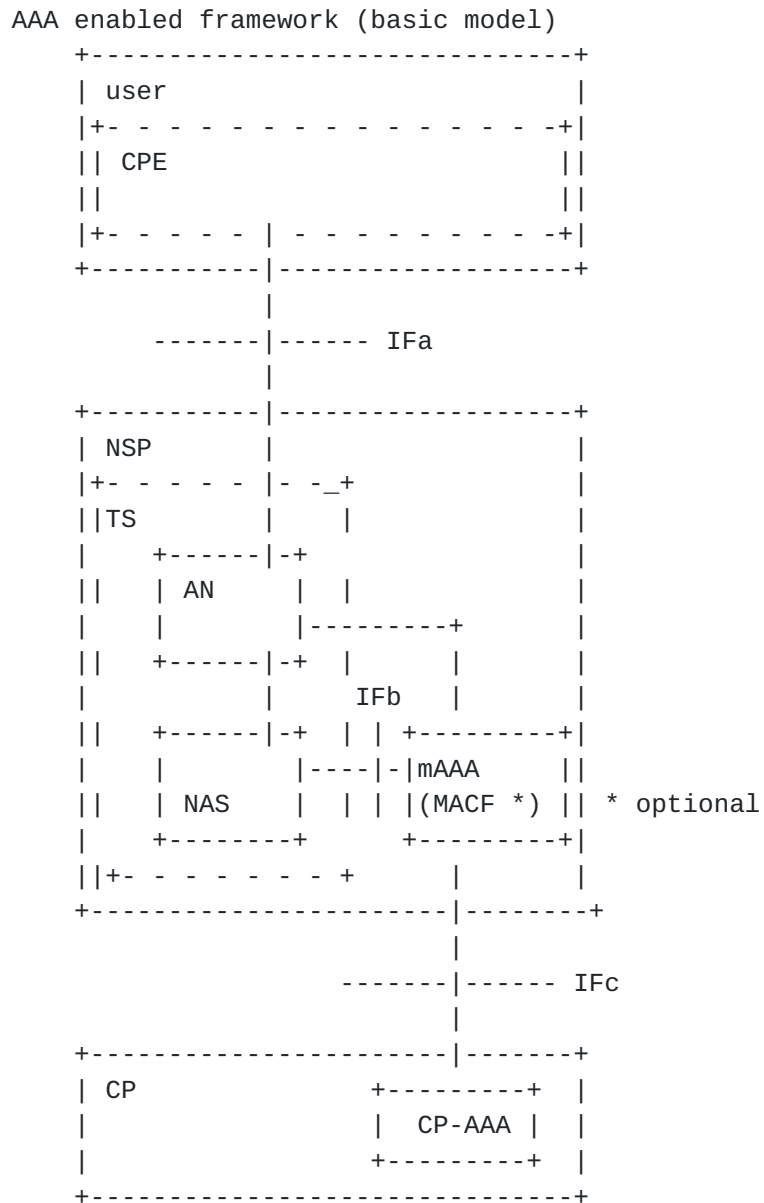 AAA enabled framework (basic model)
user
CPE
IFa
NSP
TS
AN
IFb
mAAA
NAS (MACF *) * optional
IFc
CP
CP-AAA